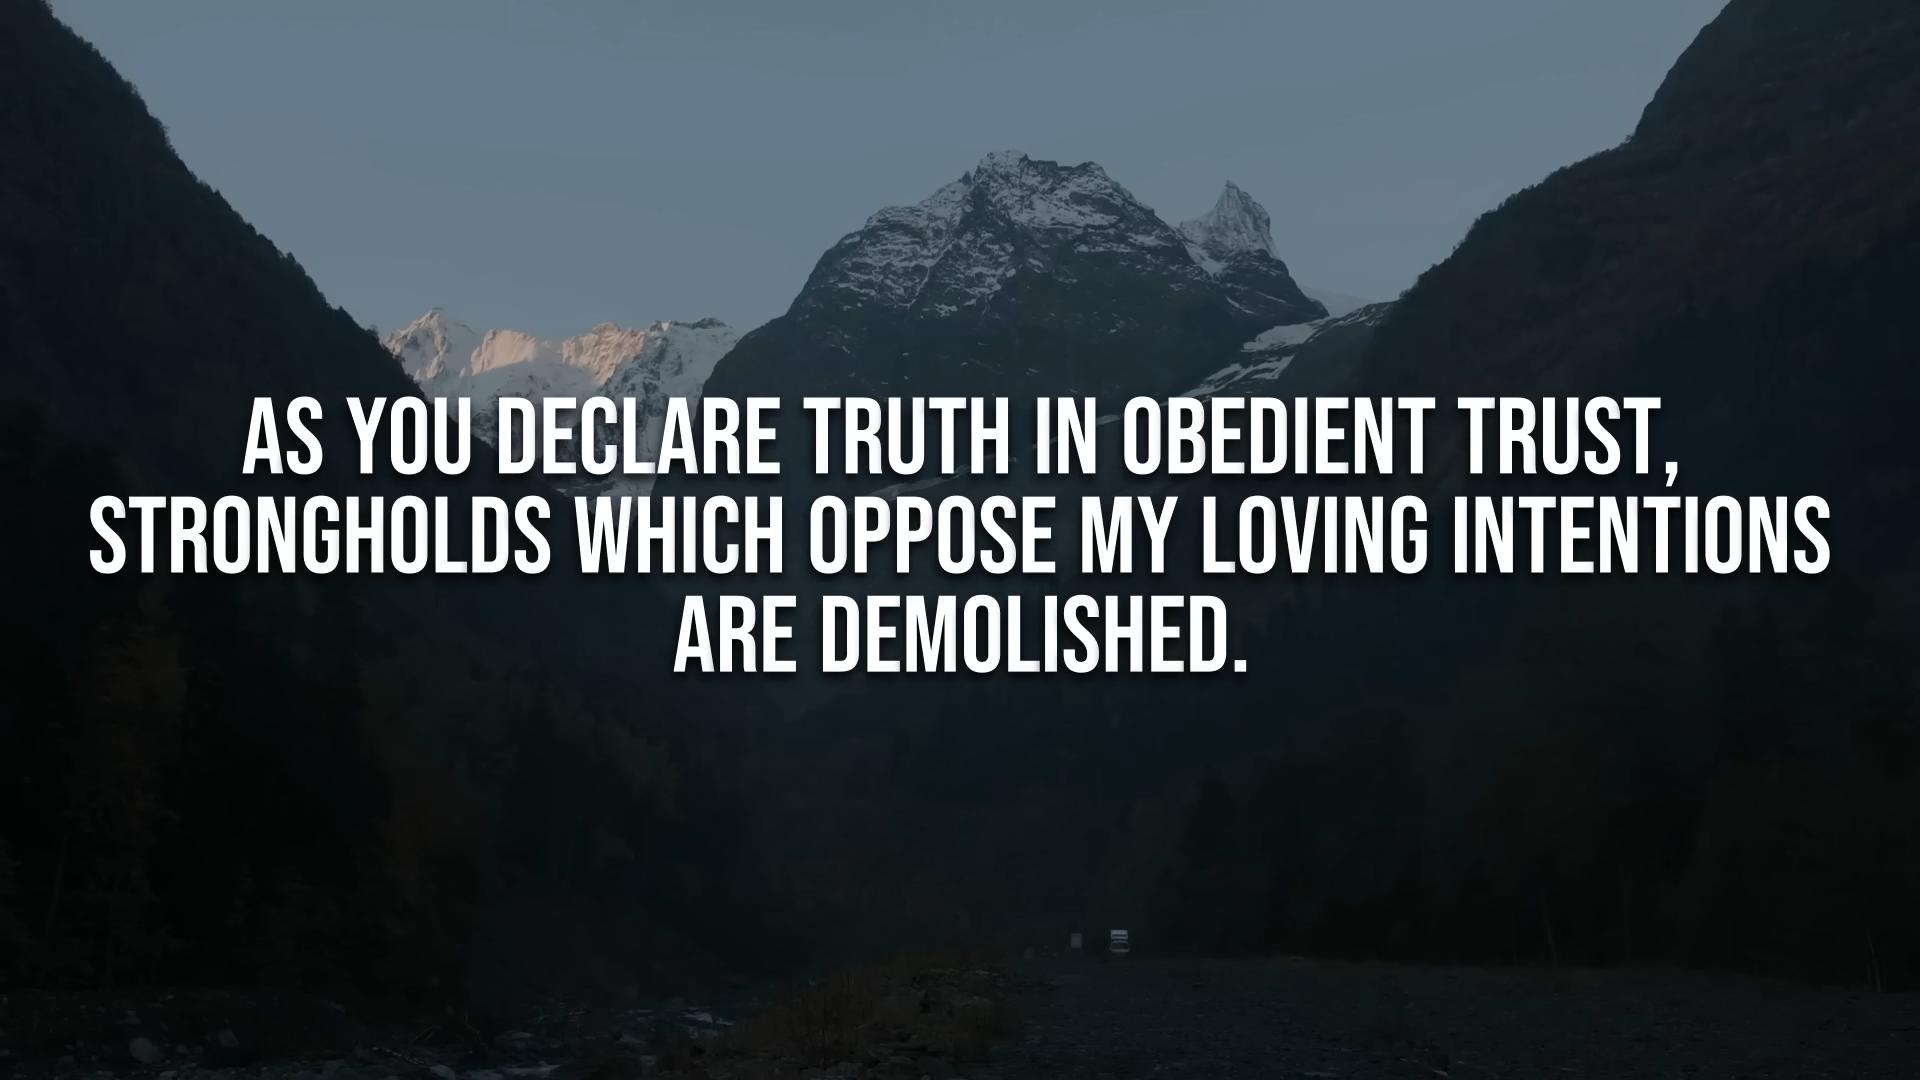 AS YOU DECLARE TRUTH IN OBEDIENT TRUST,
STRONGHOLDS WHICH OPPOSE MY LOVING INTENTIONS
ARE DEMOLISHED.